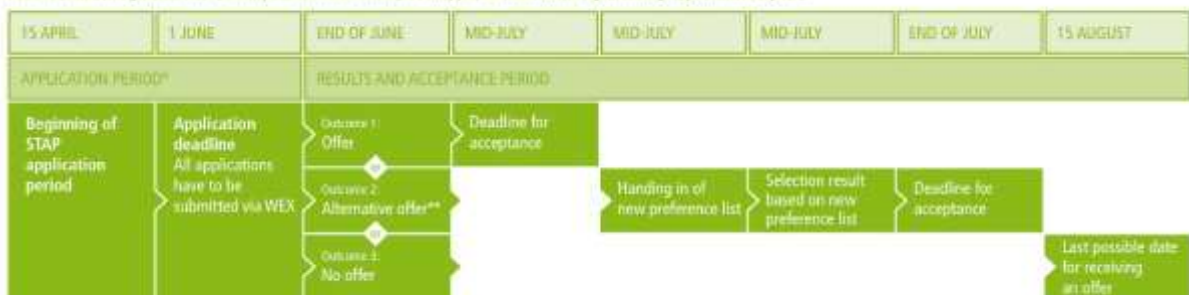 15 APRIL
1 JUNE
END OF JUNE
MID-JULY
MID-JULY
MID-JULY
END OF JULY
15 AUGUST
APPLICATION PERIOD*
RESULTS AND ACCEPTANCE PERIOD
Beginning of
STAP
application
period
Application
deadline
All applications
have to be
submitted via WEX
Outcome 1:
Offer
or
Outcome 2:
Alternative offer**
or
Outcome 3:
No offer
Deadline for
acceptance
Handing in of
new preference list
Selection result
based on new
preference list
Deadline for
acceptance
Last possible date
for receiving
an offer